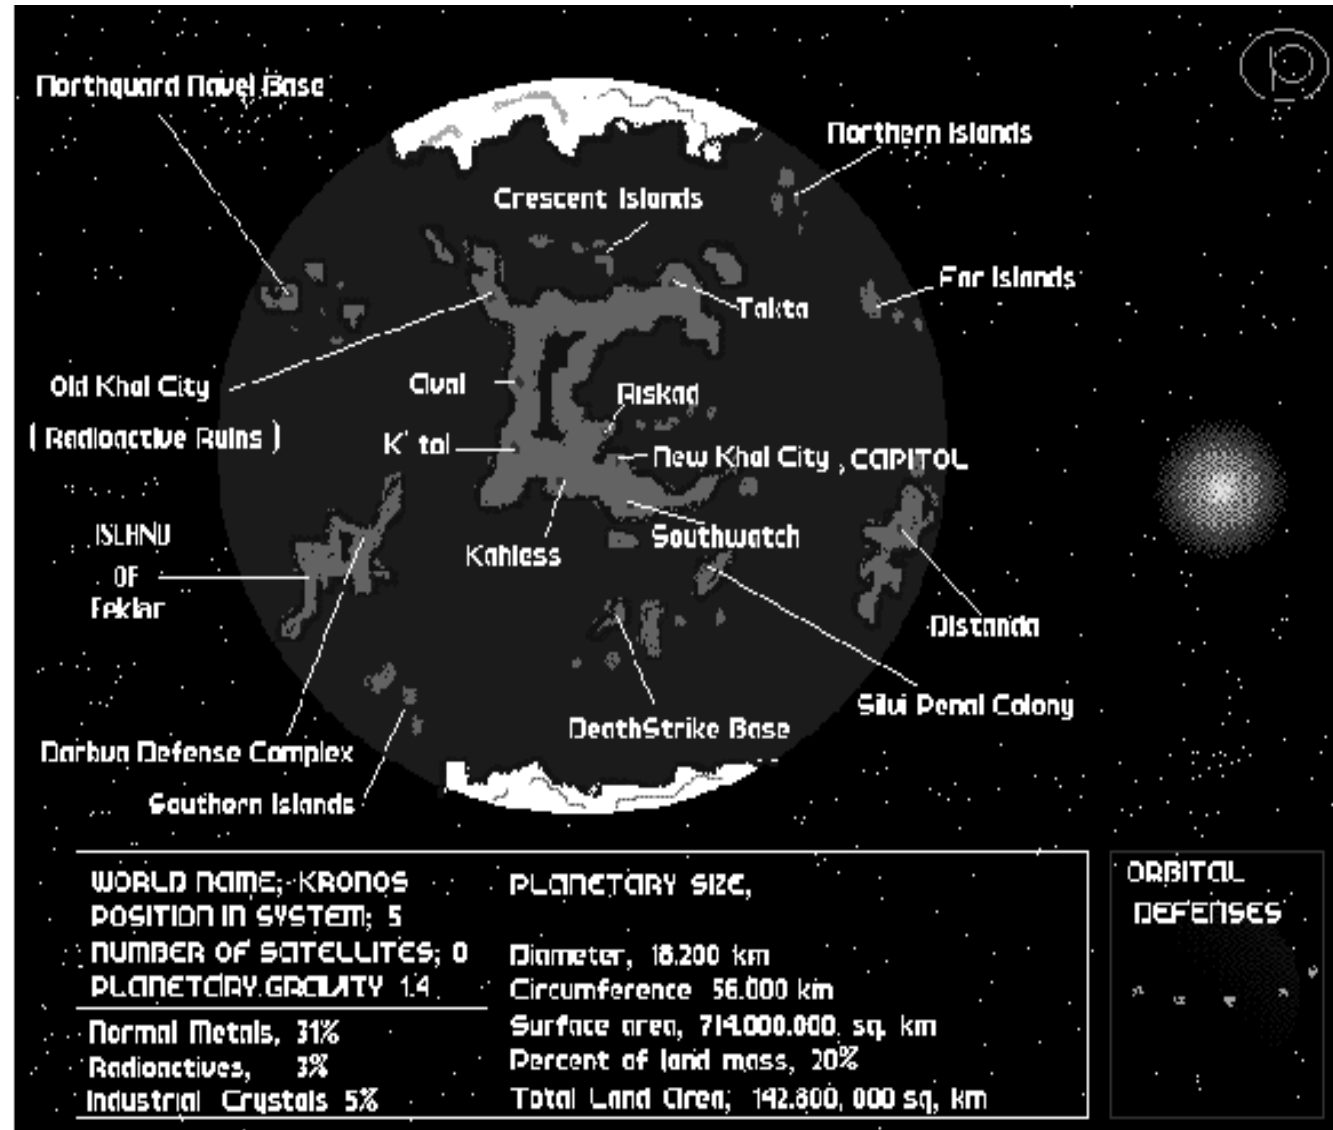 Northguard Navel Base
Northern Islands
Crescent Islands
Far Islands
Takta
Old Khal City
( Radioactive Ruins )
Aval
Riskad
K' tal
New Khal City , CAPITOL
Kahless
Southwatch
ISLAND
OF
Feklar
Distanda
Silvi Penal Colony
DeathStrike Base
Darkva Defense Complex
Southorn Islands
WORLD NAME; KRONOS
POSITION IN SYSTEM; 5
NUMBER OF SATELLITES; 0
PLANETARY GRAVITY 1.4
Normal Metals, 31%
Radioactives, 3%
Industrial Crystals 5%
PLANETARY SIZE,
Diameter, 18.200 km
Circumference 56.000 km
Surface area, 714.000.000. sq. km
Percent of land mass, 20%
Total Land Area; 142.800, 000 sq, km
ORBITAL
DEFENSES